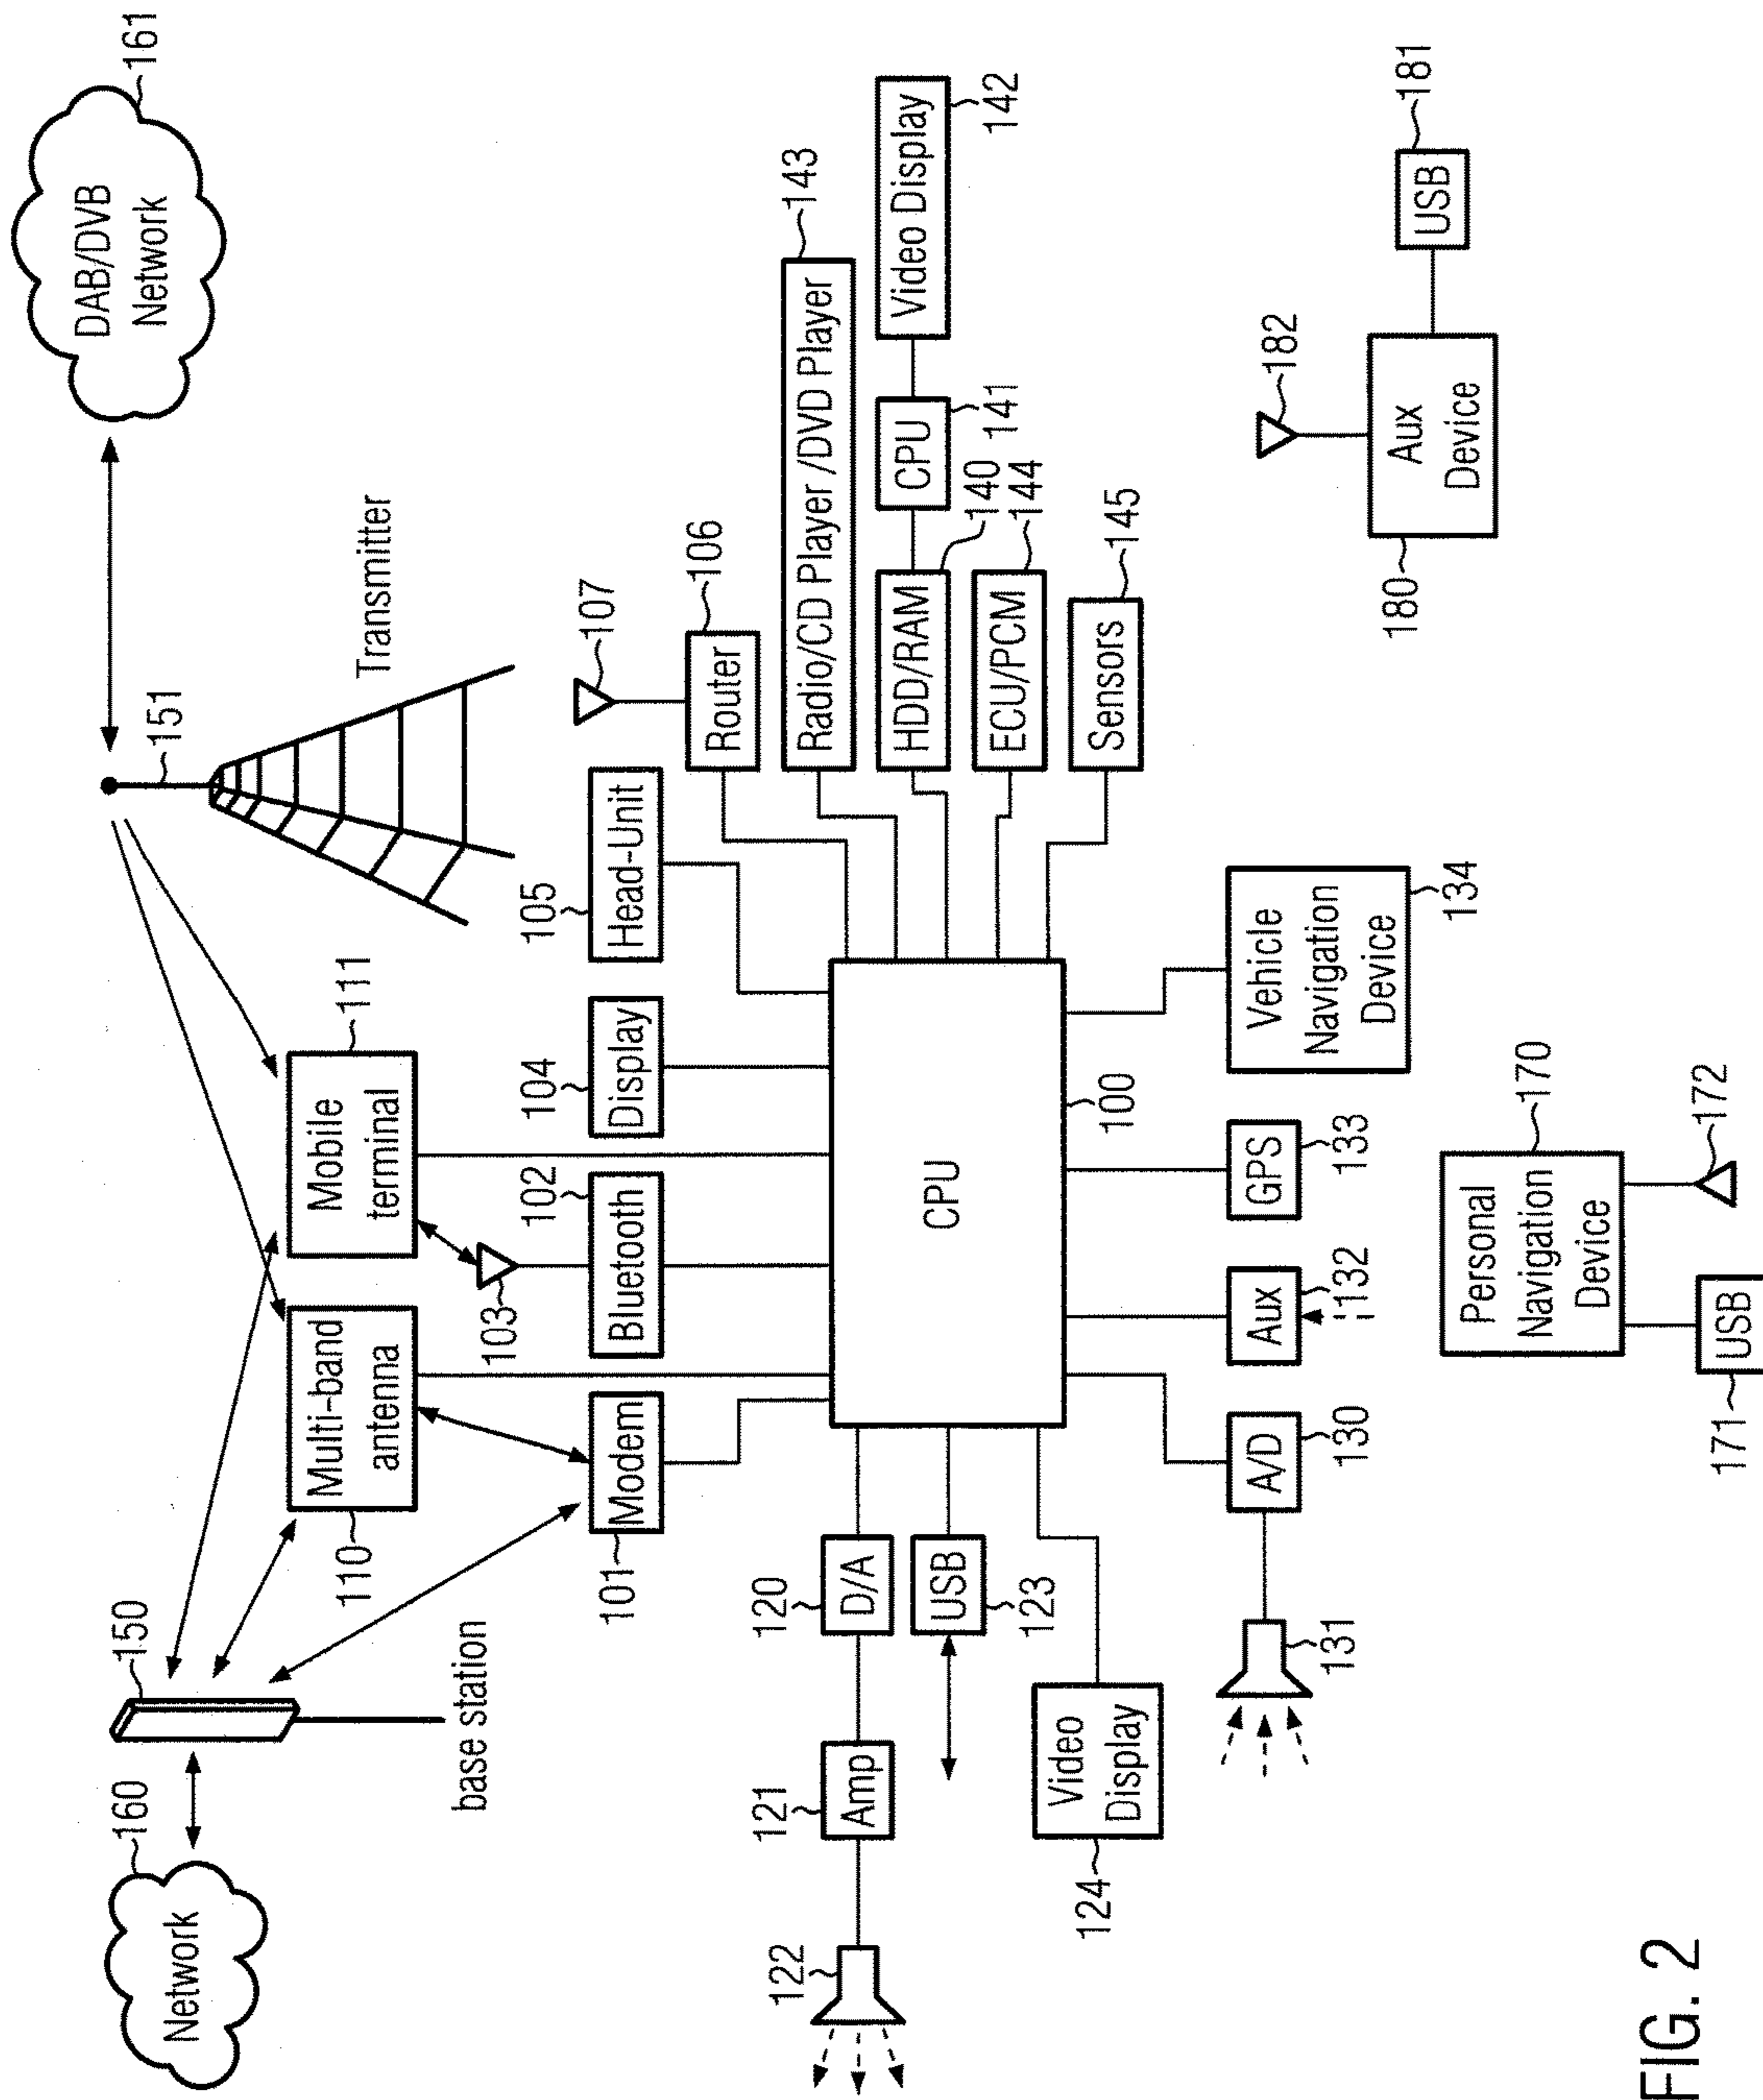 160
Network
150
base station
151
Transmitter
DAB/DVB
Network
161
110
Multi-band
antenna
Mobile
terminal
111
101
Modem
103
102
Bluetooth
104
Display
105
Head-Unit
107
106
Router
122
121
Amp
120
D/A
USB
123
124
Video
Display
CPU
100
Radio/CD Player /DVD Player
143
HDD/RAM
140
CPU
141
Video Display
142
ECU/PCM
144
Sensors
145
131
A/D
130
Aux
132
GPS
133
Vehicle
Navigation
Device
134
171
USB
Personal
Navigation
Device
170
172
180
Aux
Device
182
USB
181
FIG. 2